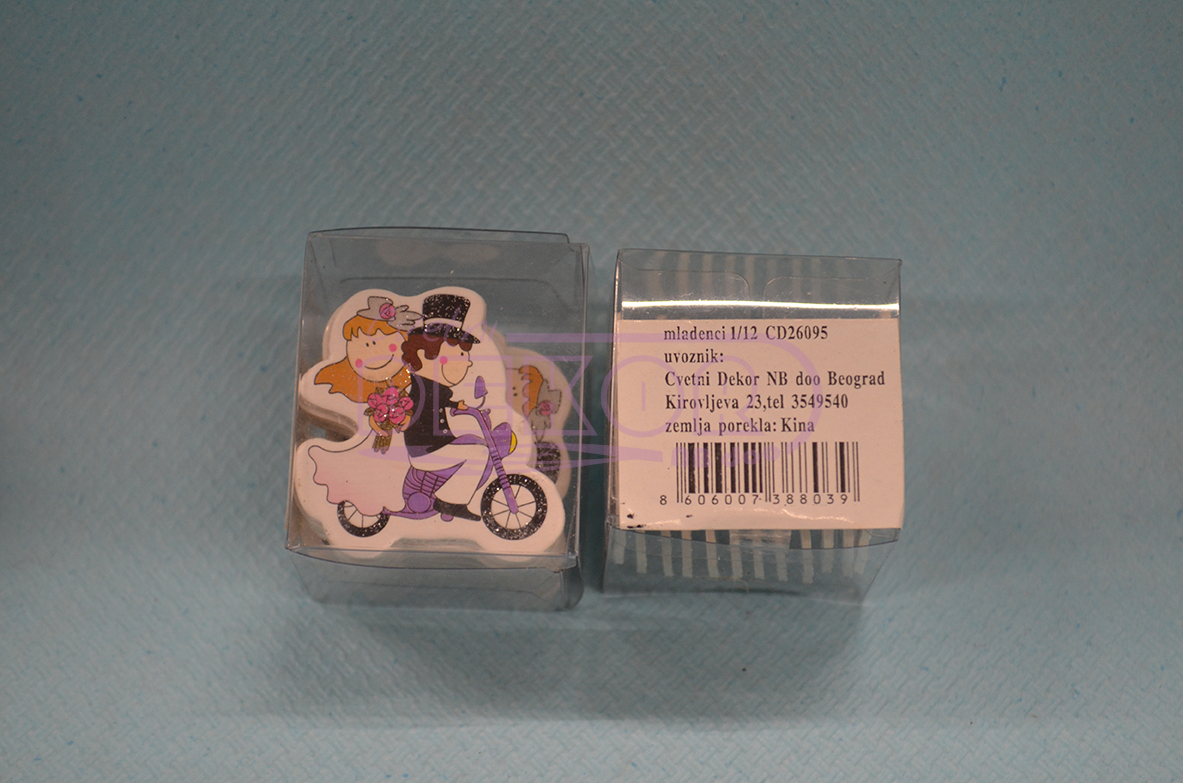 mladenci 1/12 CD26095
uvoznik:
Cvetni Dekor NB doo Beograd
Kirovljeva 23,tel 3549540
zemlja porekla: Kina
8 606007 388039
DEKOR